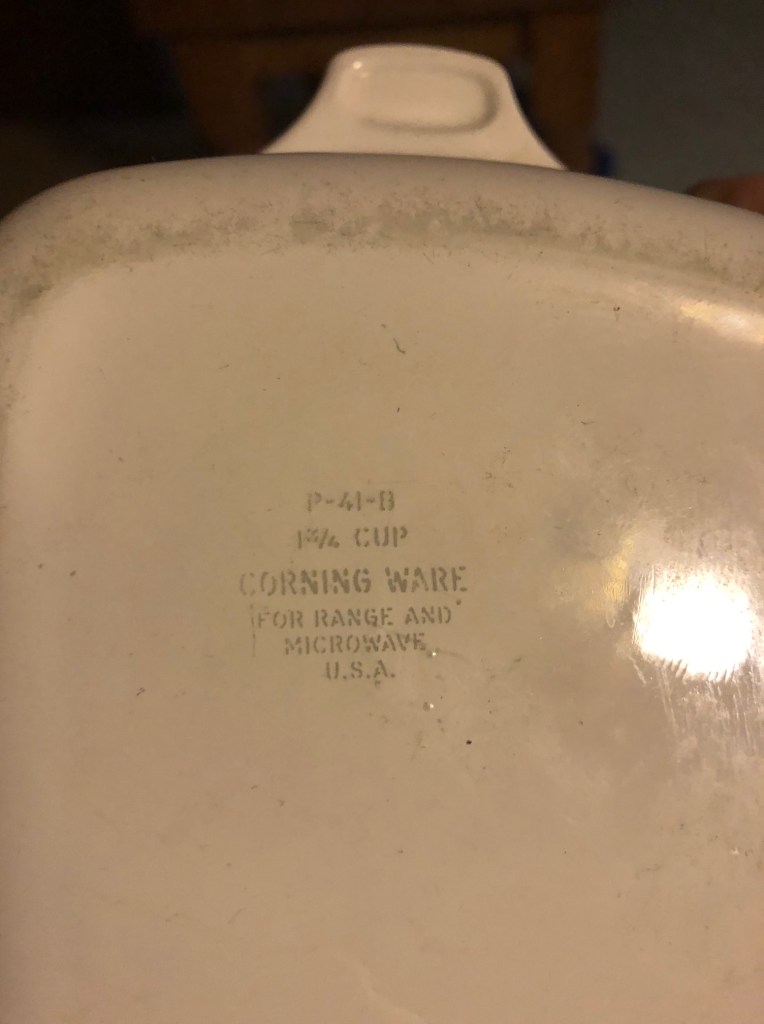 P-41-B
1¾ CUP
CORNING WARE
FOR RANGE AND
MICROWAVE
U.S.A.